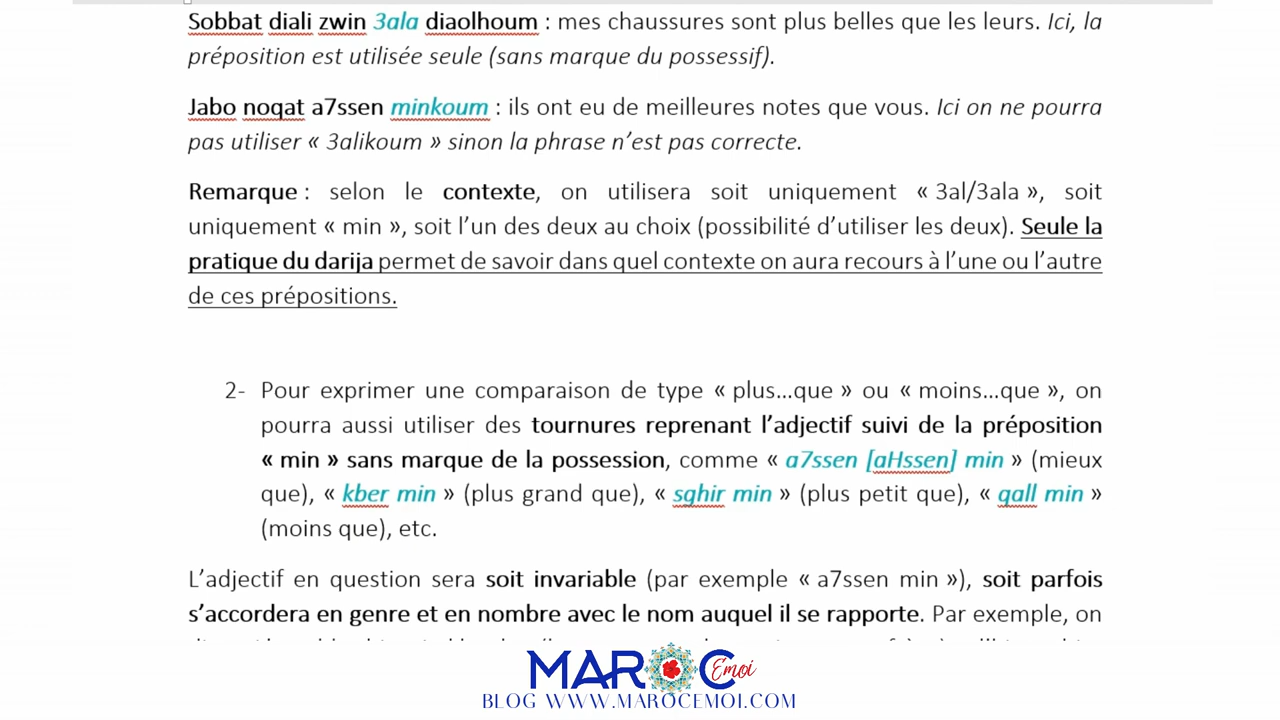 Sobbat diali zwin 3ala diaolhoum : mes chaussures sont plus belles que les leurs. Ici, la
préposition est utilisée seule (sans marque du possessif).
Jabo noqat a7ssen minkoum : ils ont eu de meilleures notes que vous. Ici on ne pourra
pas utiliser « 3alikoum » sinon la phrase n’est pas correcte.
Remarque : selon le contexte, on utilisera soit uniquement « 3al/3ala », soit
uniquement « min », soit l’un des deux au choix (possibilité d’utiliser les deux). Seule la
pratique du darija permet de savoir dans quel contexte on aura recours à l’une ou l’autre
de ces prépositions.
2- Pour exprimer une comparaison de type « plus…que » ou « moins…que », on
pourra aussi utiliser des tournures reprenant l’adjectif suivi de la préposition
« min » sans marque de la possession, comme « a7ssen [aHssen] min » (mieux
que), « kber min » (plus grand que), « sghir min » (plus petit que), « qall min »
(moins que), etc.
L’adjectif en question sera soit invariable (par exemple « a7ssen min »), soit parfois
s’accordera en genre et en nombre avec le nom auquel il se rapporte. Par exemple, on
MAROC Emoi
BLOG WWW.MAROCEMOI.COM